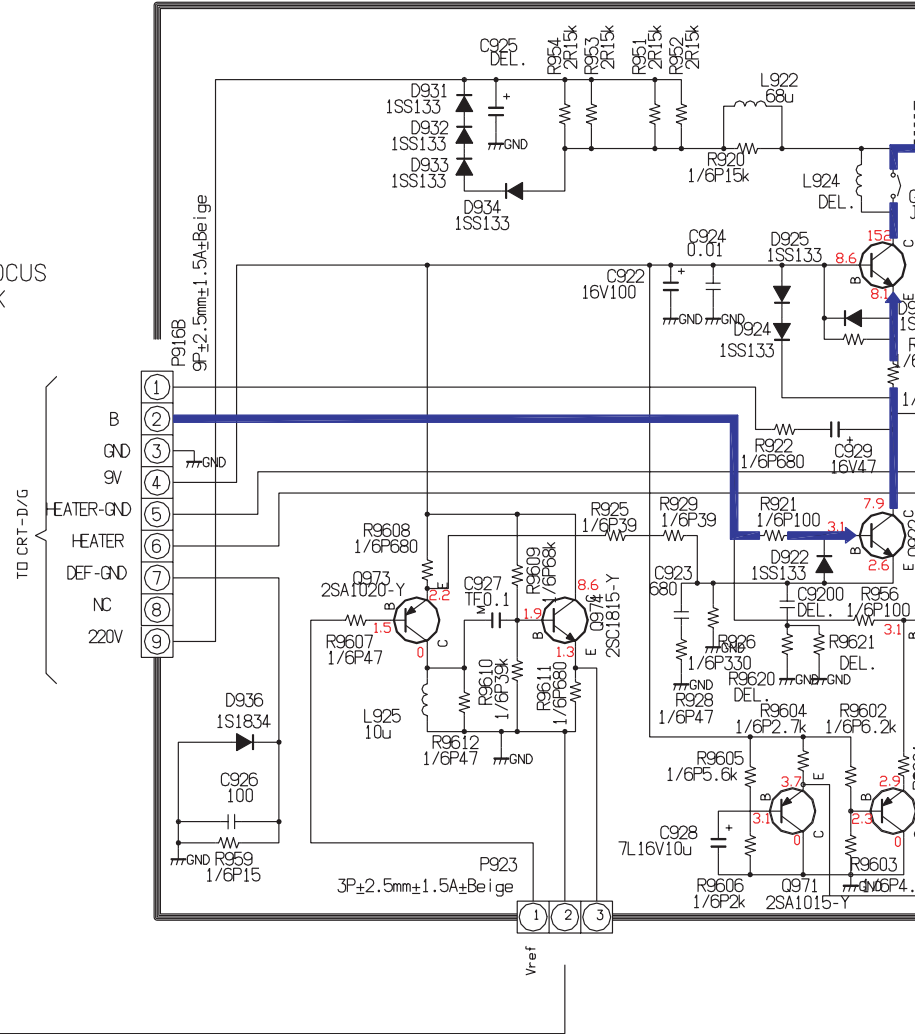 C925
DEL.
R954
2R15k
R953
2R15k
R951
2R15k
R952
2R15k
D931
1SS133
D932
1SS133
D933
1SS133
GND
D934
1SS133
L922
68u
R920
1/6P15k
L924
DEL.
OCUS
P916B
9P±2.5mm±1.5A±Beige
C922
16V100
C924
0.01
D925
1SS133
8.6
152
8.1
B
C
E
GND
GND
D924
1SS133
TO CRT-D/G
B
GND
9V
HEATER-GND
HEATER
DEF-GND
NC
220V
1
2
3
4
5
6
7
8
9
GND
R922
1/6P680
C929
16V47
R925
1/6P39
R929
1/6P39
R921
1/6P100
3.1
7.9
2.6
B
C
E
D922
1SS133
R9608
1/6P680
Q973
2SA1020-Y
2.2
1.5
0
B
E
C
R9607
1/6P47
C927
TF0.1
M
R9609
1/6P68k
1.9
8.6
1.3
B
C
E
Q974
2SC1815-Y
R9610
1/6P39k
R9611
1/6P680
L925
10u
R9612
1/6P47
GND
C923
680
R926
1/6P330
GND
GND
R928
1/6P47
C9200
DEL.
R956
1/6P100
3.1
B
R9621
DEL.
R9620
DEL.
GND
GND
D936
1S1834
C926
100
GND
R959
1/6P15
R9604
1/6P2.7k
R9602
1/6P6.2k
R9605
1/6P5.6k
3.7
3.1
0
B
E
C
2.9
2.3
0
B
C928
7L16V10u
R9606
1/6P2k
Q971
2SA1015-Y
GND
R9603
1/6P4.
P923
3P±2.5mm±1.5A±Beige
1
2
3
Vref